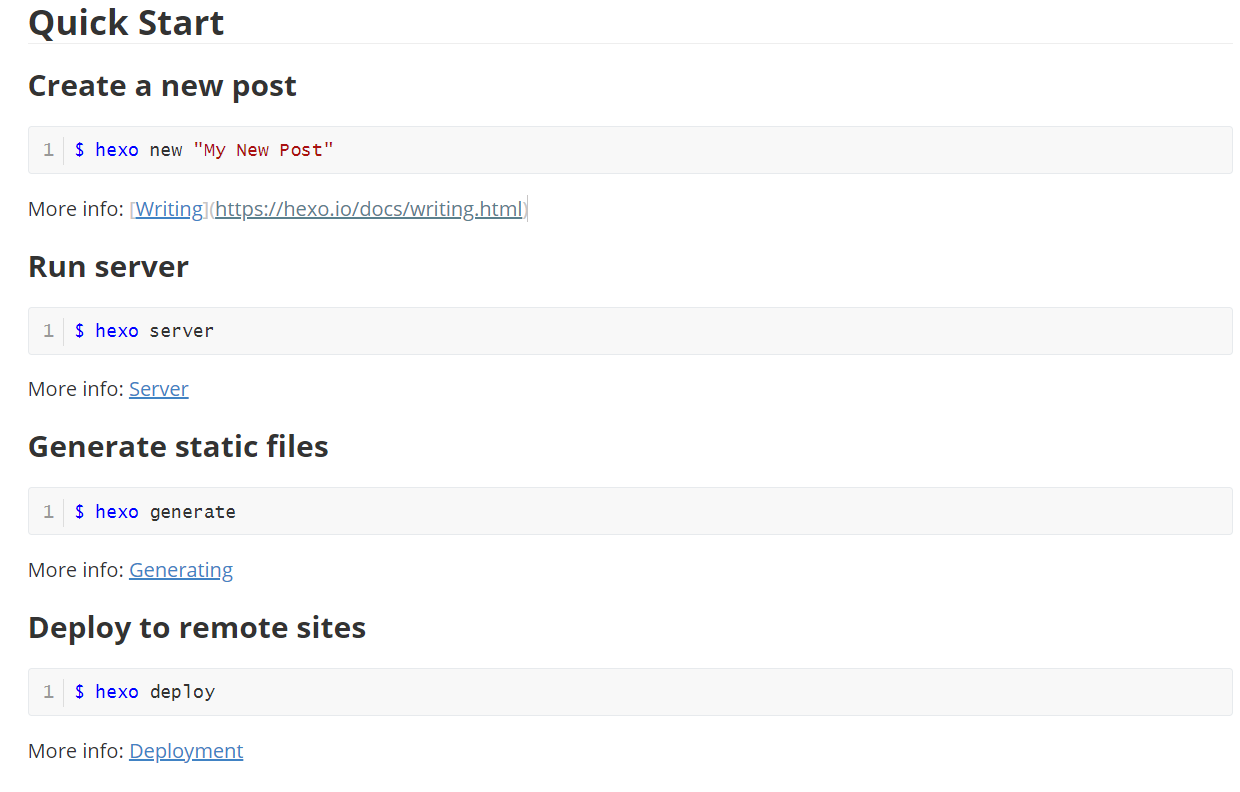 Quick Start
Create a new post
1 $ hexo new "My New Post"
More info: [Writing](https://hexo.io/docs/writing.html)
Run server
1 $ hexo server
More info: Server
Generate static files
1 $ hexo generate
More info: Generating
Deploy to remote sites
1 $ hexo deploy
More info: Deployment